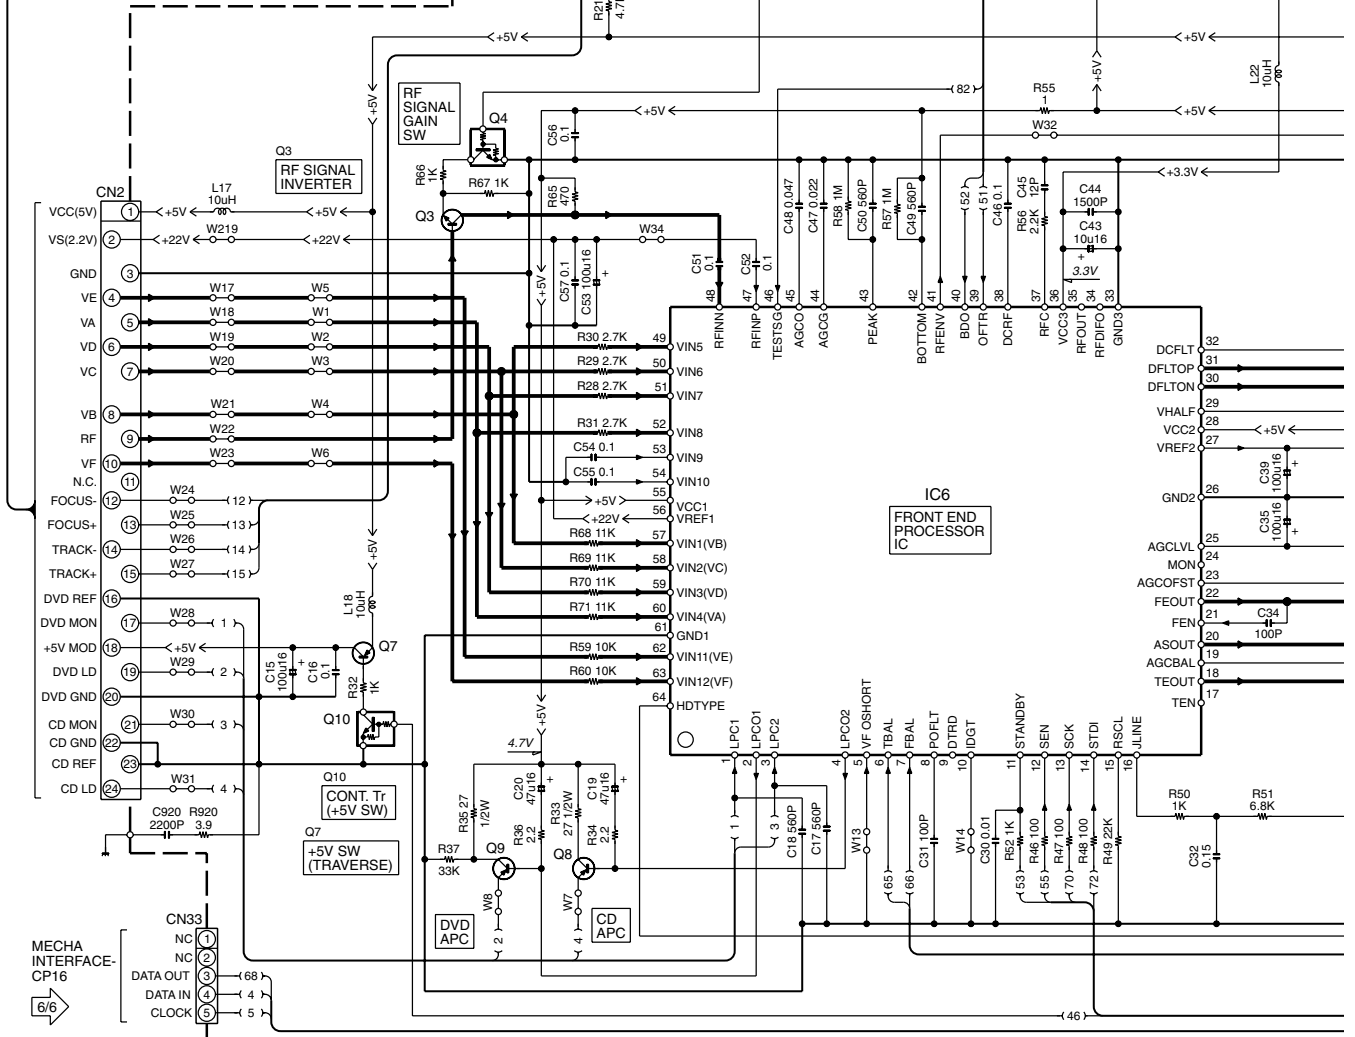 R21
4.7
+5V
+5V
+5V
+5V
L22
10uH
RF
SIGNAL
GAIN
SW
Q4
C56
0.1
+5V
82
R55
1
+5V
W32
Q3
RF SIGNAL
INVERTER
R66
1K
R67 1K
R65
470
+3.3V
CN2
L17
10uH
VCC(5V) 1 +5V +5V
VS(2.2V) 2 +22V W219 +22V
Q3
W34
C48 0.047
C47 0.022
R58 1M
C50 560P
R57 1M
C49 560P
52
51
C46 0.1
C45
12P
R56
2.2K
C44
1500P
C43
10u16
+
3.3V
GND 3
VE 4 W17 W5
VA 5 W18 W1
VD 6 W19 W2
VC 7 W20 W3
VB 8 W21 W4
RF 9 W22
VF 10 W23 W6
N.C. 11
FOCUS- 12 W24 12
FOCUS+ 13 W25 13
TRACK- 14 W26 14
TRACK+ 15 W27 15
DVD REF 16
DVD MON 17 W28 1
+5V MOD 18 +5V
DVD LD 19 W29 2
DVD GND 20
CD MON 21 W30 3
CD GND 22
CD REF 23
CD LD 24 W31 4
C920
2200P
R920
3.9
+5V
L18
10uH
C15
100u16
+
C16
0.1
Q7
R32
1K
Q10
Q10
CONT. Tr
(+5V SW)
Q7
+5V SW
(TRAVERSE)
+5V
C57 0.1
C53 100u16
+
C51
0.1
C52
0.1
48 RFINN
47 RFINP
46 TESTSG
45 AGCO
44 AGCG
43 PEAK
42 BOTTOM
41 RFENV
40 BDO
39 OFTR
38 DCRF
37 RFC
36 VCC3
35 RFOUT
34 RFDIFO
33 GND3
R30 2.7K 49 VIN5
R29 2.7K 50 VIN6
R28 2.7K 51 VIN7
R31 2.7K 52 VIN8
C54 0.1 53 VIN9
C55 0.1 54 VIN10
+5V 55 VCC1
+22V 56 VREF1
R68 11K 57 VIN1(VB)
R69 11K 58 VIN2(VC)
R70 11K 59 VIN3(VD)
R71 11K 60 VIN4(VA)
61 GND1
R59 10K 62 VIN11(VE)
R60 10K 63 VIN12(VF)
64 HDTYPE
IC6
FRONT END
PROCESSOR
IC
DCFLT 32
DFLTOP 31
DFLTON 30
VHALF 29
VCC2 28 +5V
VREF2 27
GND2 26
AGCLVL 25
MON 24
AGCOFST 23
FEOUT 22
FEN 21
ASOUT 20
AGCBAL 19
TEOUT 18
TEN 17
C39
100u16
+
C35
100u16
+
C34
100P
LPC1 1
LPCO1 2
LPC2 3
LPCO2 4
VF OSHORT 5
TBAL 6
FBAL 7
POFLT 8
DTRD 9
IDGT 10
STANDBY 11
SEN 12
SCK 13
STDI 14
RSCL 15
JLINE 16
+5V
4.7V
R35 27
1/2W
C20
47u16
+
R36
2.2
R33
27 1/2W
C19
47u16
+
R34
2.2
R37
33K
Q9
Q8
W8
W7
2
4
DVD
APC
CD
APC
1
3
C18 560P
C17 560P
W13
65
66
C31 100P
W14
C30 0.01
R52 1K
R46 100
R47 100
R48 100
R49 22K
53
55
70
72
R50
1K
R51
6.8K
C32
0.15
46
CN33
MECHA
INTERFACE-
CP16
6/6
NC 1
NC 2
DATA OUT 3 68
DATA IN 4 4
CLOCK 5 5